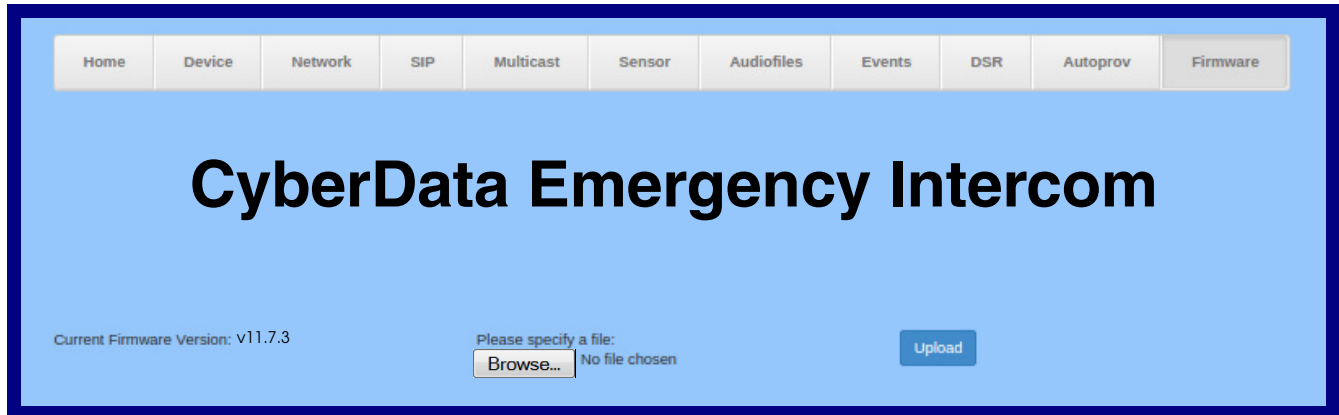 Home Device Network SIP Multicast Sensor Audiofiles Events DSR Autoprov Firmware
CyberData Emergency Intercom
Current Firmware Version: v11.7.3
Please specify a file:
Browse... No file chosen
Upload